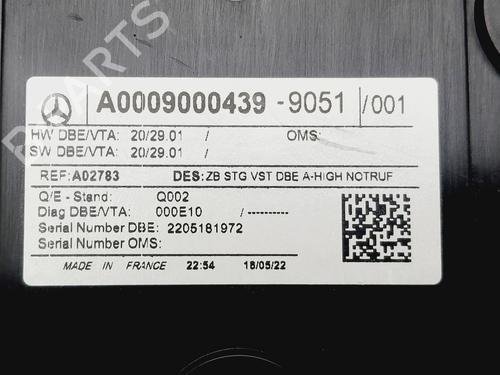 A0009000439 - 9051 /001
HW DBE/VTA: 20/29.01 / OMS:
SW DBE/VTA: 20/29.01 /
REF: A02783 DES: ZB STG VST DBE A-HIGH NOTRUF
Q/E - Stand: Q002
Diag DBE/VTA: 000E10 /----------
Serial Number DBE: 2205181972
Serial Number OMS:
MADE IN FRANCE 22:54 18/05/22